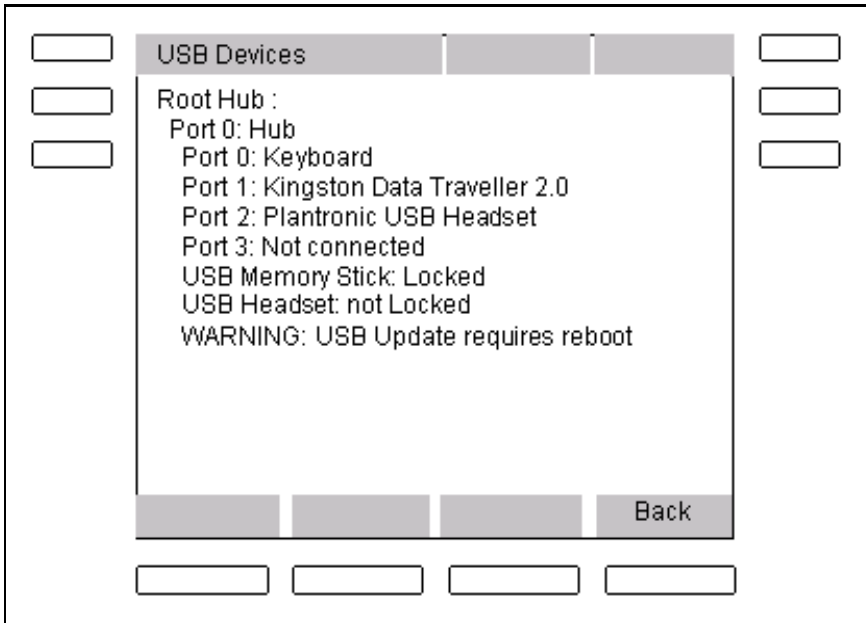 USB Devices
Root Hub :
Port 0: Hub
Port 0: Keyboard
Port 1: Kingston Data Traveller 2.0
Port 2: Plantronic USB Headset
Port 3: Not connected
USB Memory Stick: Locked
USB Headset: not Locked
WARNING: USB Update requires reboot
Back